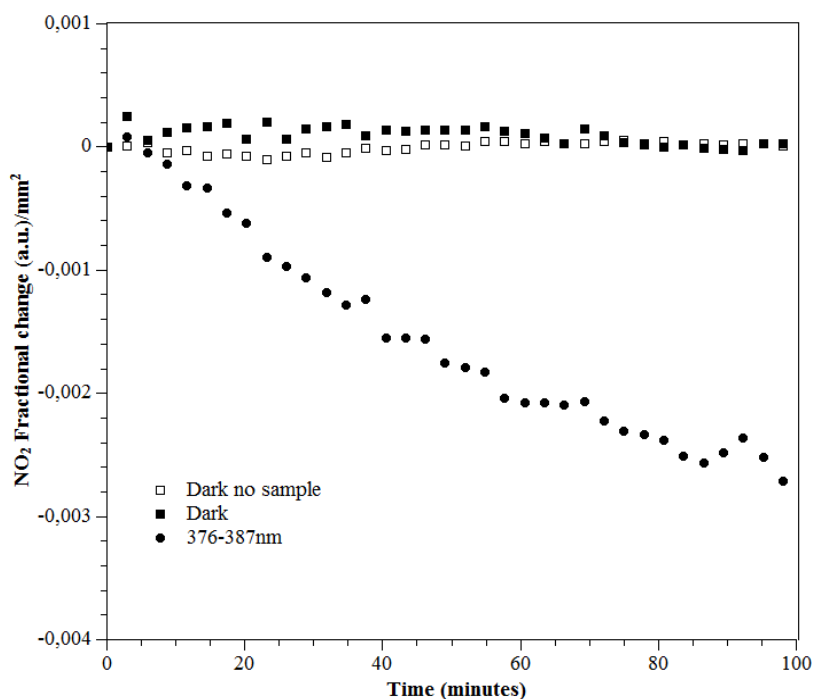 0,001
0
-0,001
-0,002
-0,003
-0,004
NO₂ Fractional change (a.u.)/mm²
Dark no sample
Dark
376-387nm
0 20 40 60 80 100
Time (minutes)